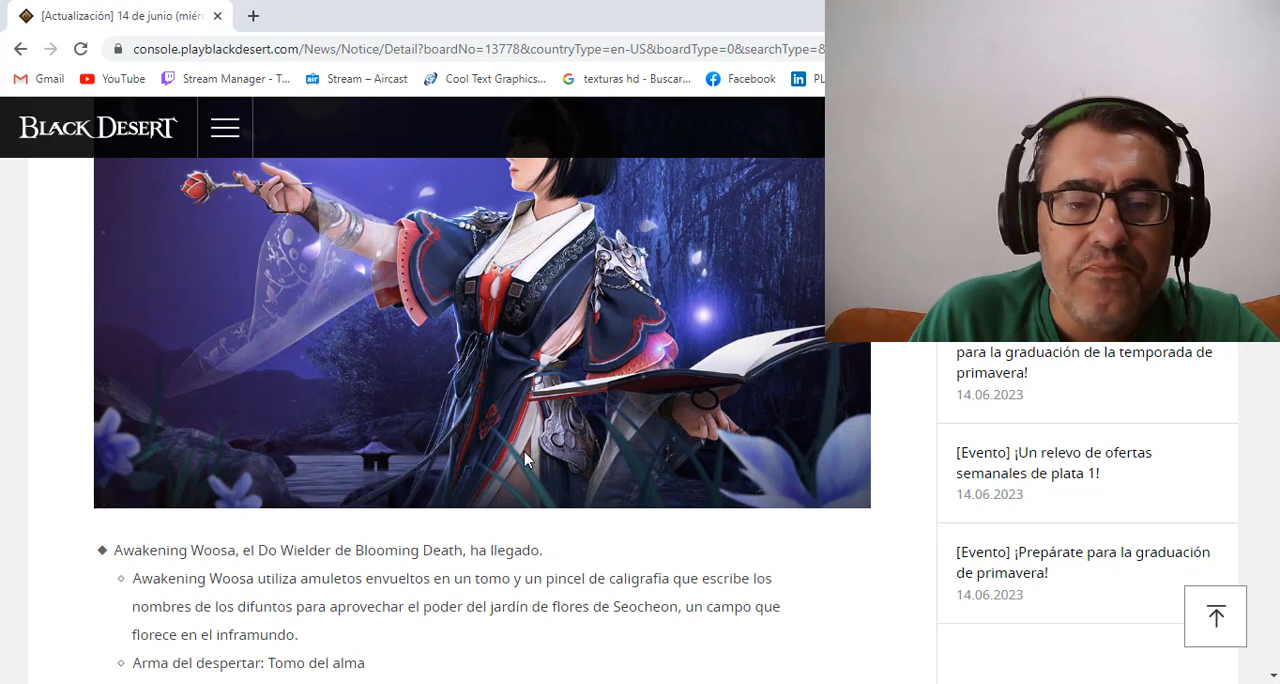 [Actualización] 14 de junio (miérc
console.playblackdesert.com/News/Notice/Detail?boardNo=13778&countryType=en-US&boardType=0&searchType=8
Gmail YouTube Stream Manager - T... Stream – Aircast Cool Text Graphics... texturas hd - Buscar... Facebook PL
BLACK DESERT
para la graduación de la temporada de
primavera!
14.06.2023
[Evento] ¡Un relevo de ofertas
semanales de plata 1!
14.06.2023
[Evento] ¡Prepárate para la graduación
de primavera!
14.06.2023
Awakening Woosa, el Do Wielder de Blooming Death, ha llegado.
Awakening Woosa utiliza amuletos envueltos en un tomo y un pincel de caligrafía que escribe los
nombres de los difuntos para aprovechar el poder del jardín de flores de Seocheon, un campo que
florece en el inframundo.
Arma del despertar: Tomo del alma